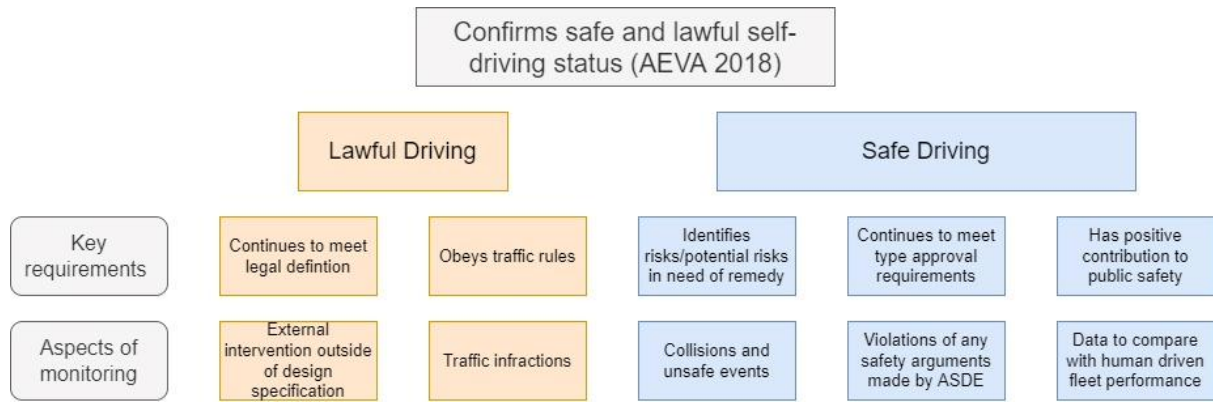 Confirms safe and lawful self-
driving status (AEVA 2018)
Lawful Driving
Safe Driving
Key
requirements
Continues to meet
legal defintion
Obeys traffic rules
Identifies
risks/potential risks
in need of remedy
Continues to meet
type approval
requirements
Has positive
contribution to
public safety
Aspects of
monitoring
External
intervention outside
of design
specification
Traffic infractions
Collisions and
unsafe events
Violations of any
safety arguments
made by ASDE
Data to compare
with human driven
fleet performance